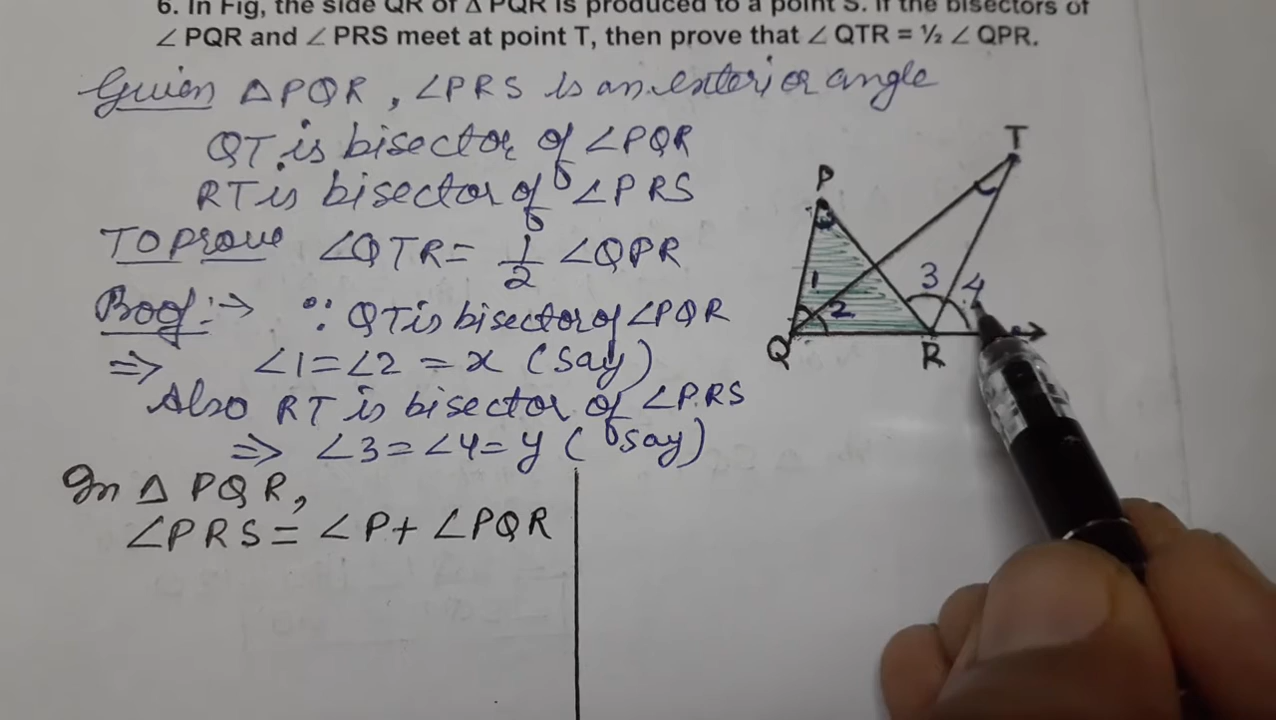 6. In Fig, the side QR of Δ PQR is produced to a point S. If the bisectors of
∠ PQR and ∠ PRS meet at point T, then prove that ∠ QTR = ½ ∠ QPR.
Given Δ PQR, ∠PRS is an exterior angle
QT is bisector of ∠PQR
RT is bisector of ∠PRS
TO prove ∠QTR = 1/2 ∠QPR
Proof :→ ∵ QT is bisector of ∠PQR
⇒ ∠1 = ∠2 = x (say)
Also RT is bisector of ∠PRS
⇒ ∠3 = ∠4 = y (say)
In Δ PQR,
∠PRS = ∠P + ∠PQR
T
P
1
2
3
4
Q
R